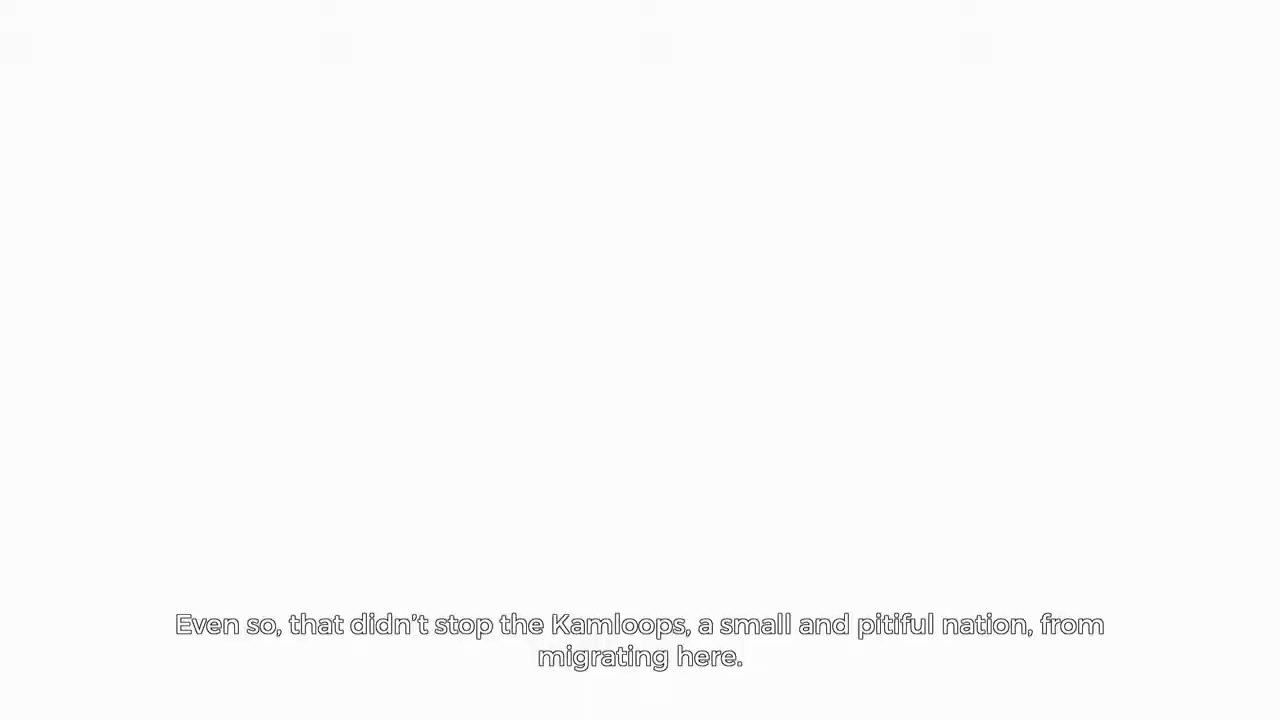 Even so, that didn't stop the Kamloops, a small and pitiful nation, from
migrating here.